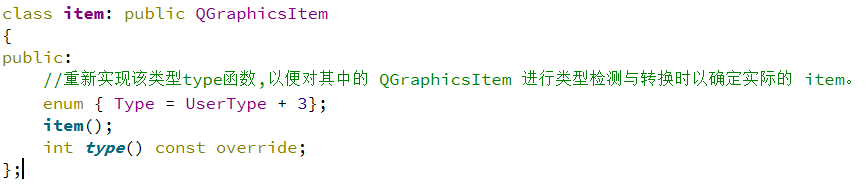 class item: public QGraphicsItem
{
public:
    //重新实现该类型type函数,以便对其中的 QGraphicsItem 进行类型检测与转换时以确定实际的 item。
    enum { Type = UserType + 3};
    item();
    int type() const override;
};